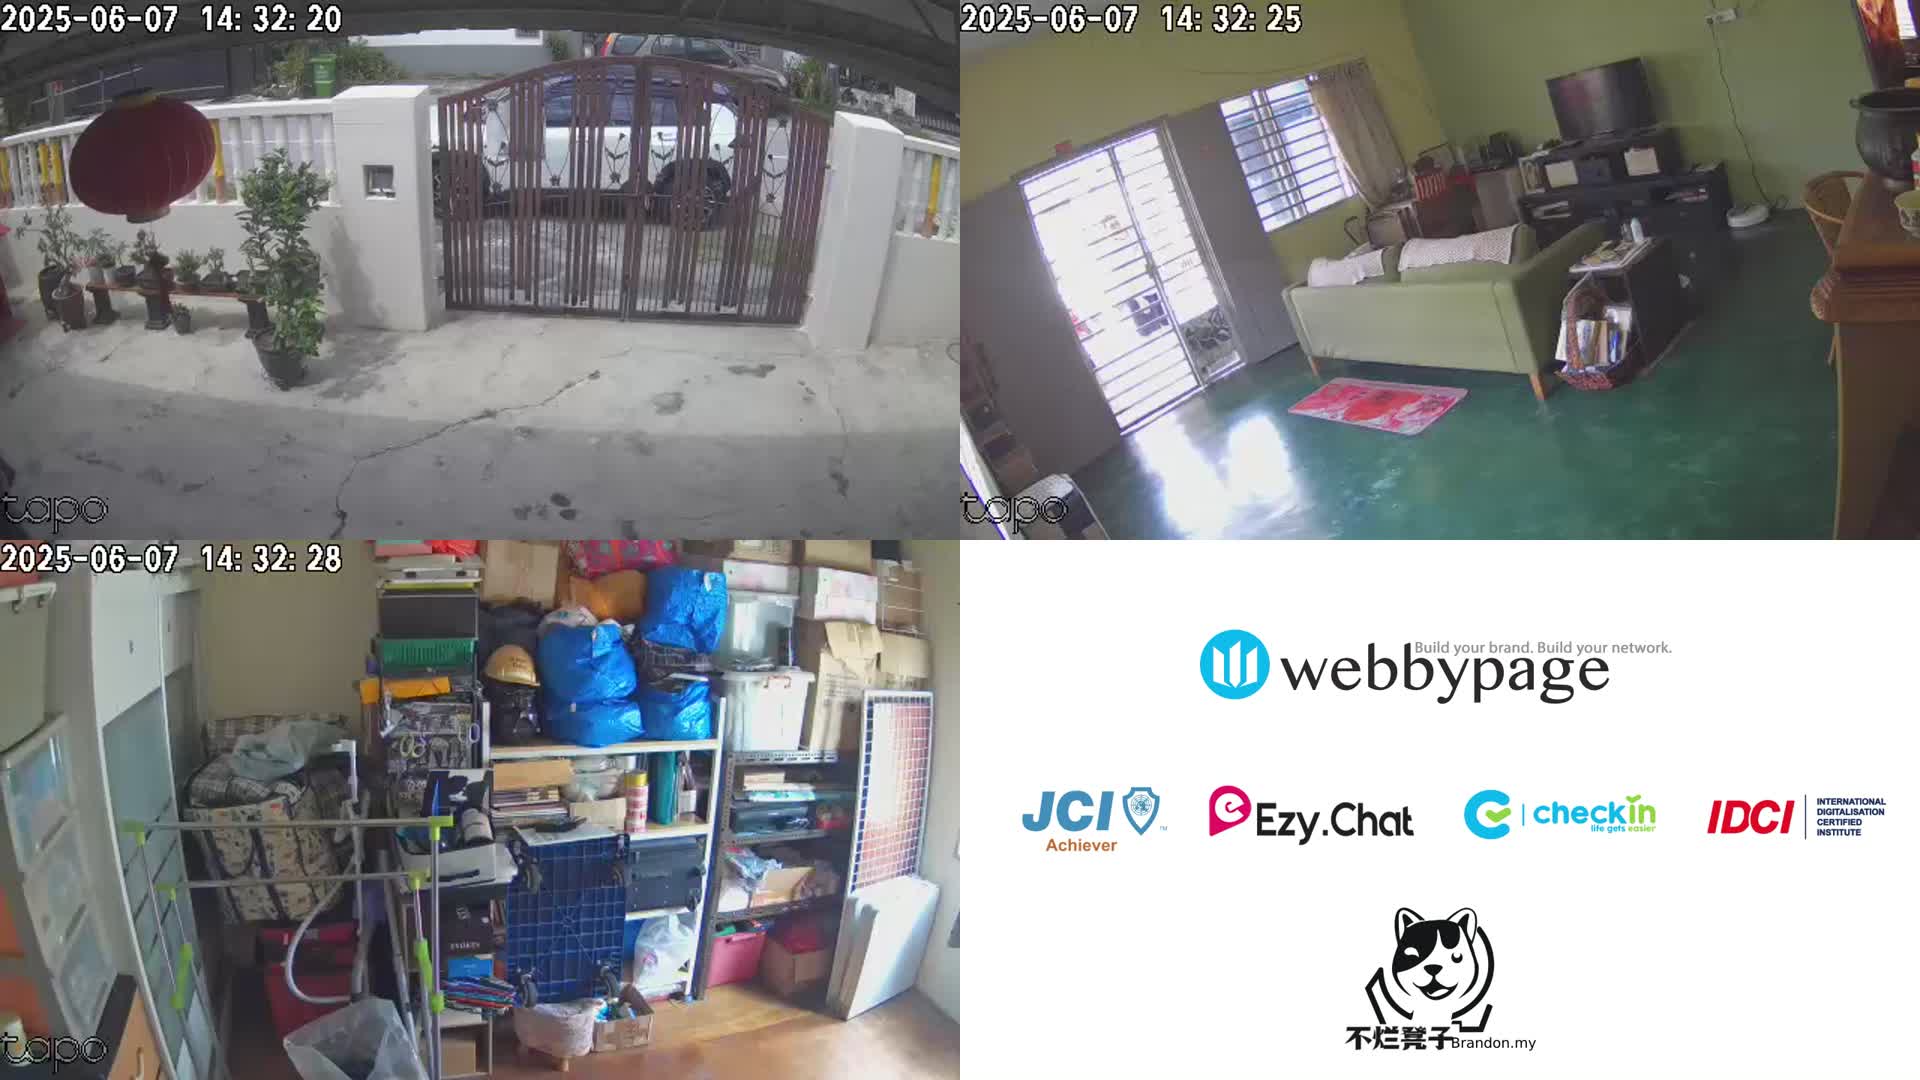 2025-06-07 14:32:20
tapo
2025-06-07 14:32:25
tapo
2025-06-07 14:32:28
tapo
Build your brand. Build your network.
webbypage
JCI
TM
Achiever
Ezy.Chat
checkin
life gets easier
IDCI
INTERNATIONAL
DIGITALISATION
CERTIFIED
INSTITUTE
不烂凳子
Brandon.my